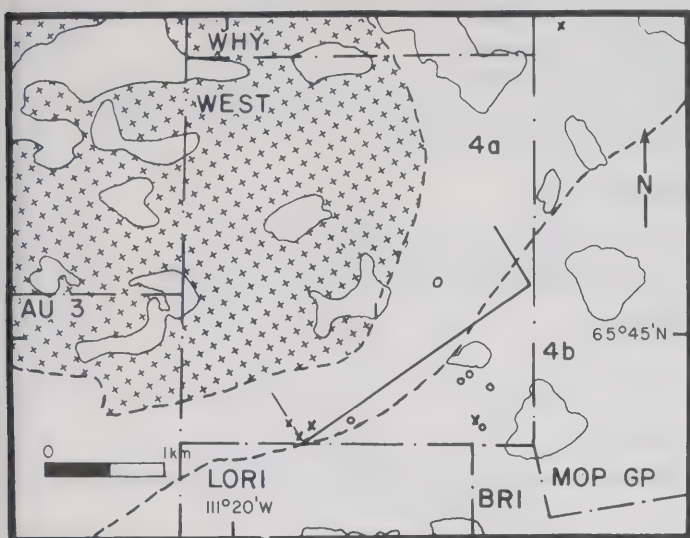 WHY
WEST
4a
N
AU 3
65°45'N
4b
0 1km
LORI
BRI
MOP GP
111°20'W